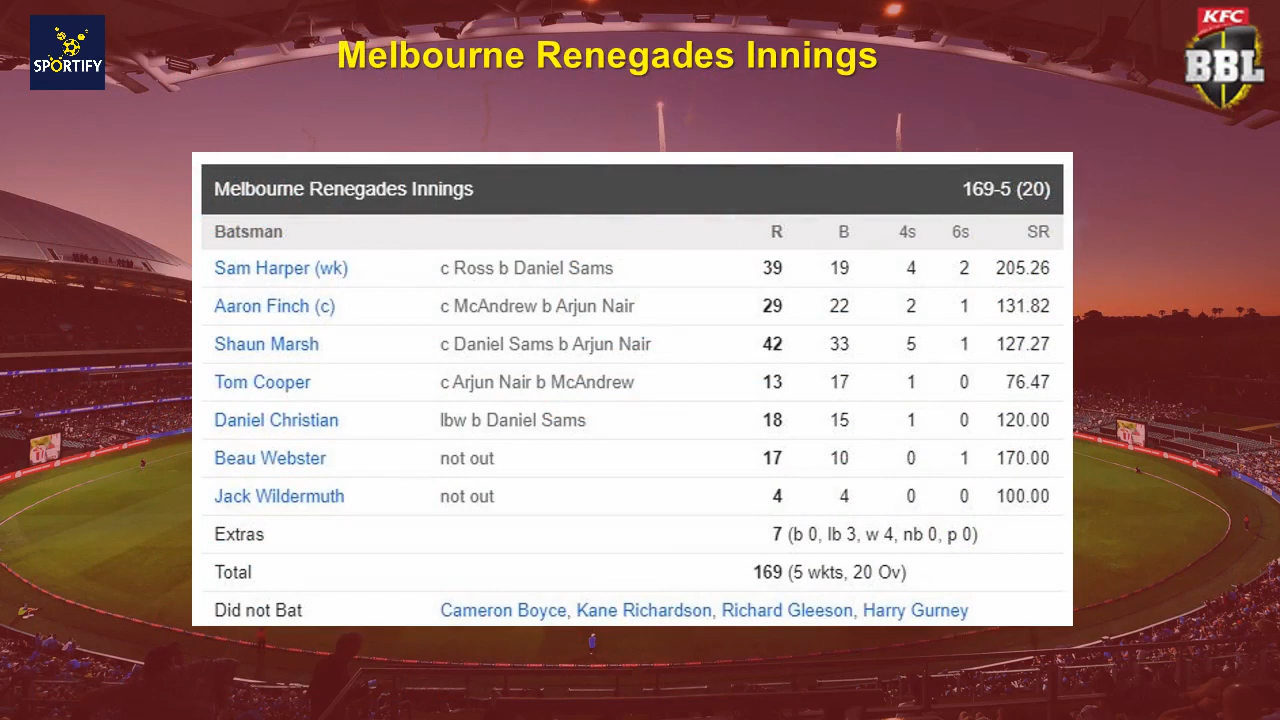 SPORTIFY
Melbourne Renegades Innings
KFC
BBL
Melbourne Renegades Innings 169-5 (20)
Batsman R B 4s 6s SR
Sam Harper (wk) c Ross b Daniel Sams 39 19 4 2 205.26
Aaron Finch (c) c McAndrew b Arjun Nair 29 22 2 1 131.82
Shaun Marsh c Daniel Sams b Arjun Nair 42 33 5 1 127.27
Tom Cooper c Arjun Nair b McAndrew 13 17 1 0 76.47
Daniel Christian lbw b Daniel Sams 18 15 1 0 120.00
Beau Webster not out 17 10 0 1 170.00
Jack Wildermuth not out 4 4 0 0 100.00
Extras 7 (b 0, lb 3, w 4, nb 0, p 0)
Total 169 (5 wkts, 20 Ov)
Did not Bat Cameron Boyce, Kane Richardson, Richard Gleeson, Harry Gurney